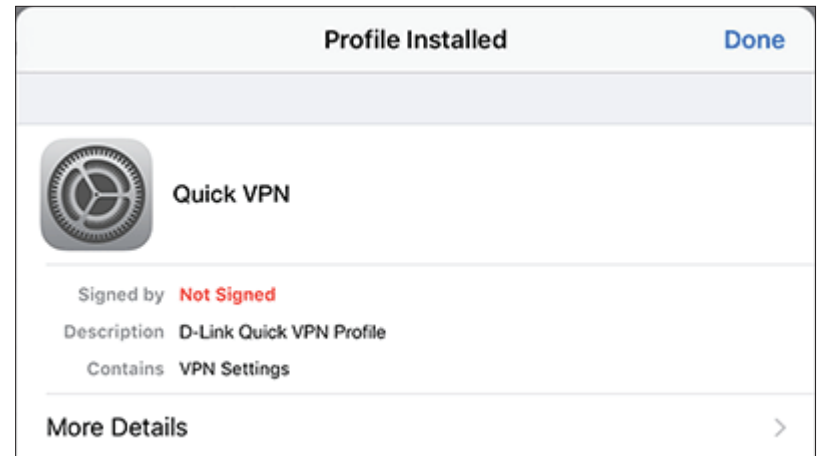 Profile Installed Done
Quick VPN
Signed by Not Signed
Description D-Link Quick VPN Profile
Contains VPN Settings
More Details